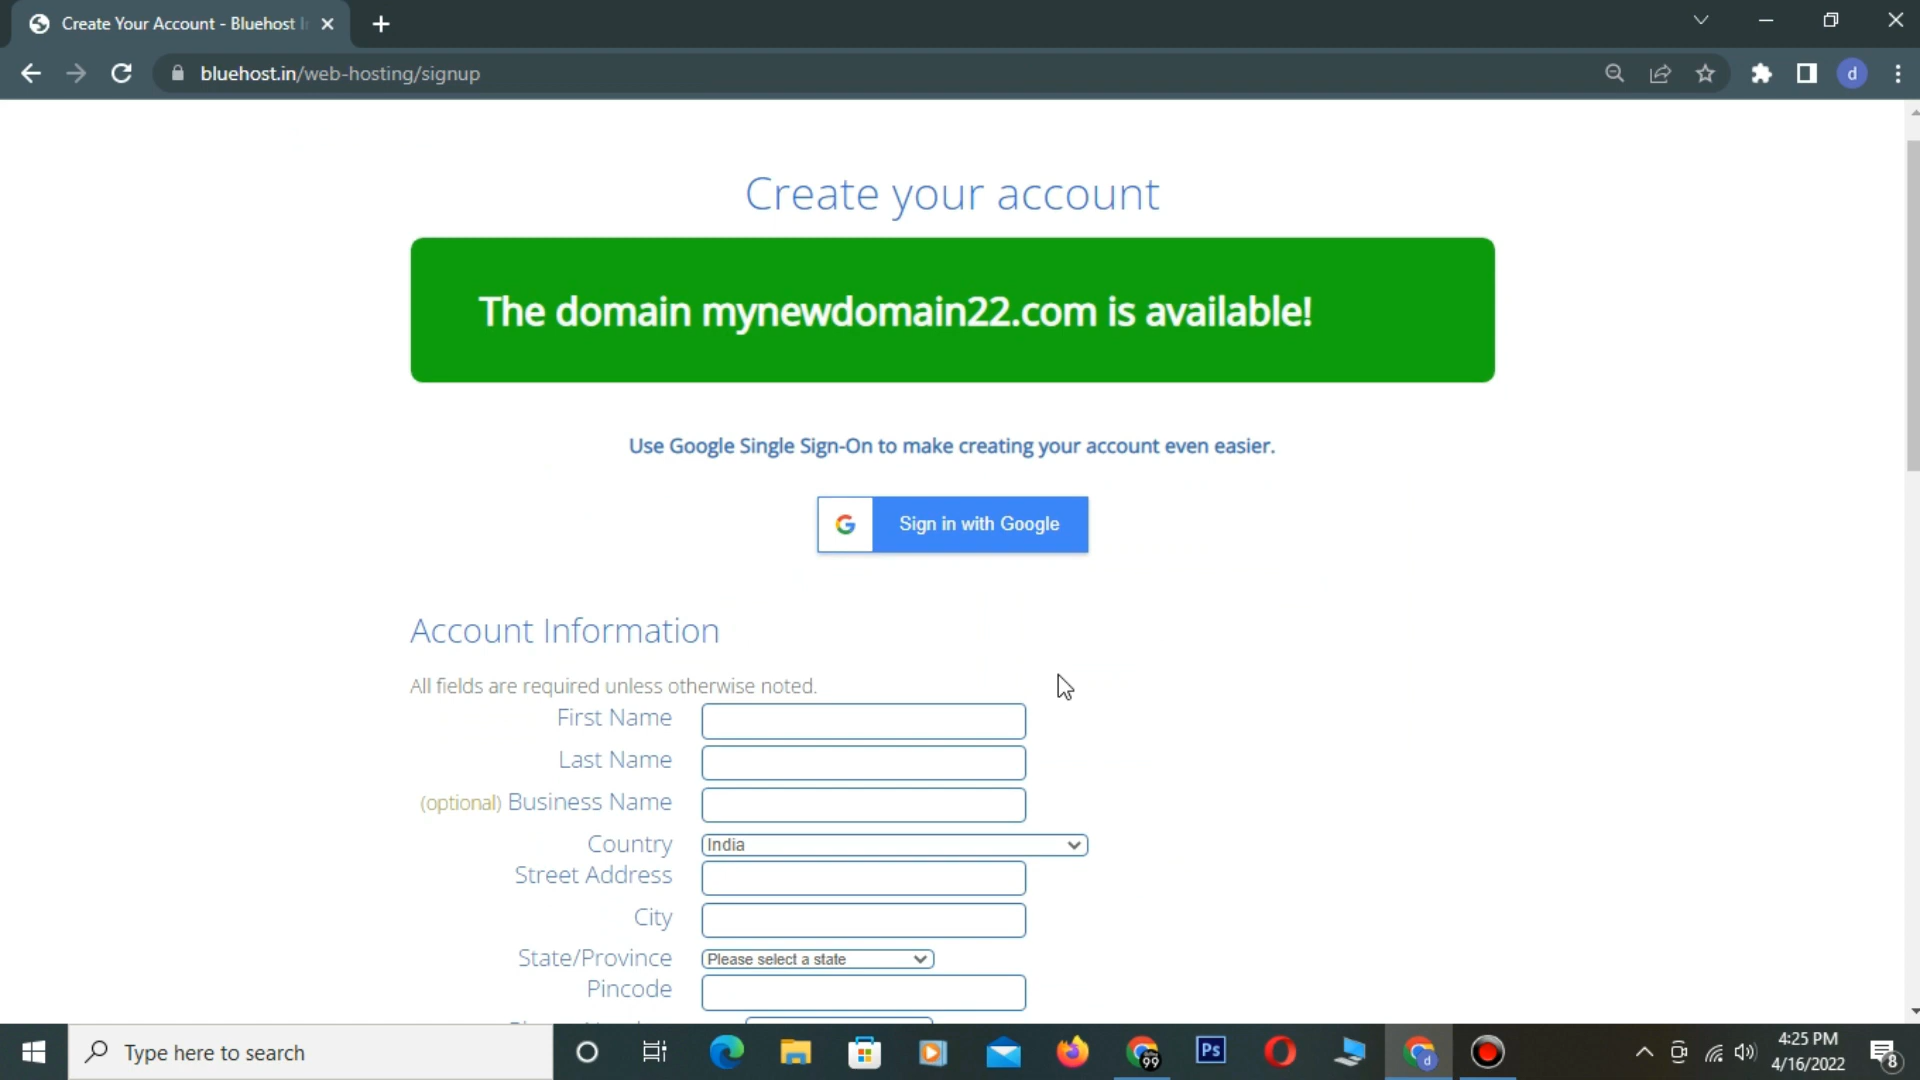 Create Your Account - Bluehost
bluehost.in/web-hosting/signup
d
Create your account
The domain mynewdomain22.com is available!
Use Google Single Sign-On to make creating your account even easier.
G
Sign in with Google
Account Information
All fields are required unless otherwise noted.
First Name
Last Name
(optional) Business Name
Country
India
Street Address
City
State/Province
Please select a state
Pincode
Type here to search
99
Ps
d
4:25 PM
4/16/2022
8